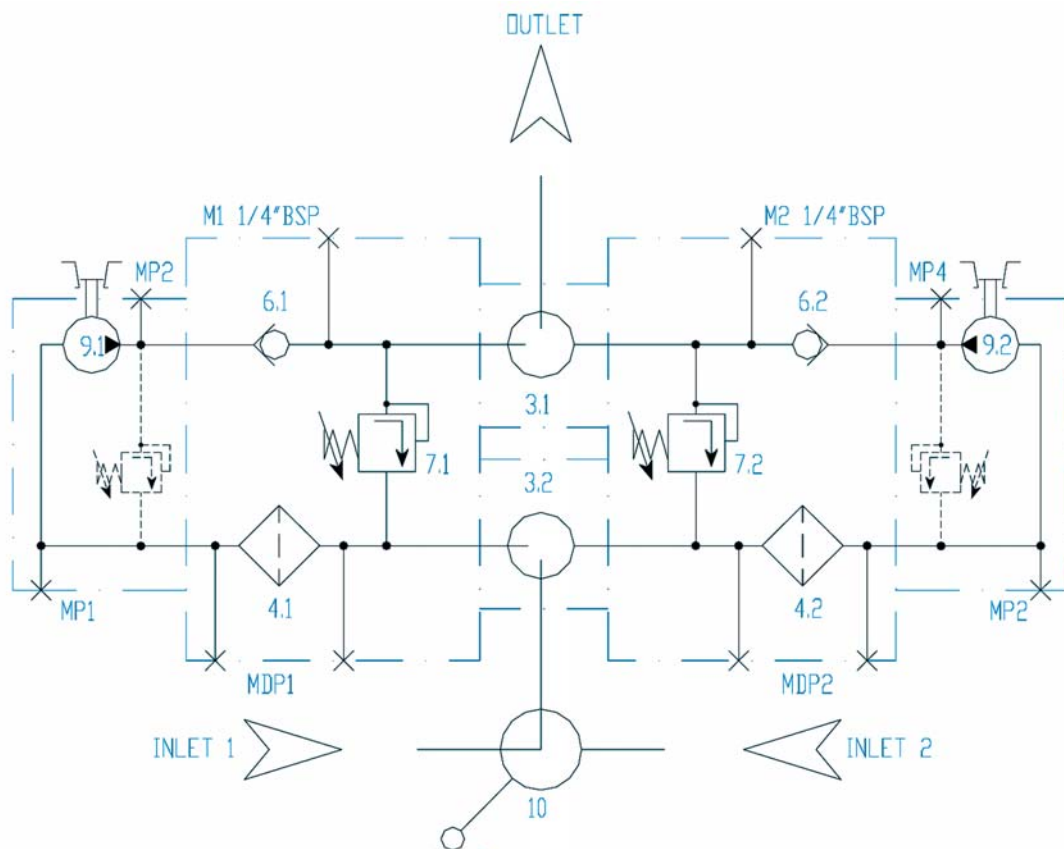 OUTLET
M1 1/4"BSP
M2 1/4"BSP
MP2
MP4
6.1
6.2
9.1
9.2
3.1
7.1
7.2
3.2
MP1
4.1
4.2
MP2
MDP1
MDP2
INLET 1
INLET 2
10